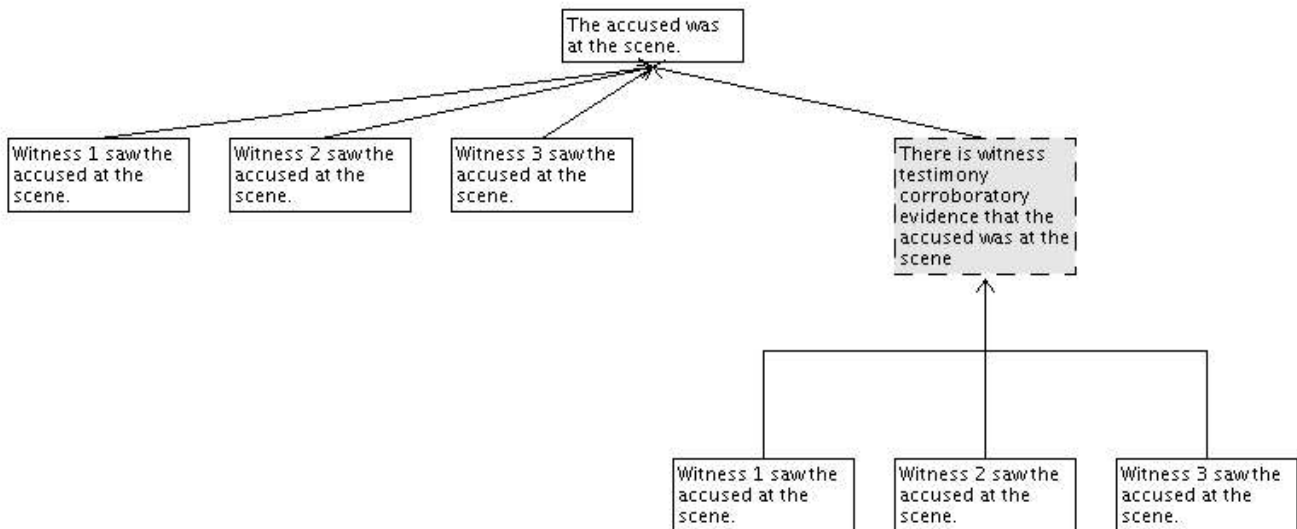 The accused was
at the scene.
Witness 1 saw the
accused at the
scene.
Witness 2 saw the
accused at the
scene.
Witness 3 saw the
accused at the
scene.
There is witness
testimony
corroboratory
evidence that the
accused was at the
scene
Witness 1 saw the
accused at the
scene.
Witness 2 saw the
accused at the
scene.
Witness 3 saw the
accused at the
scene.